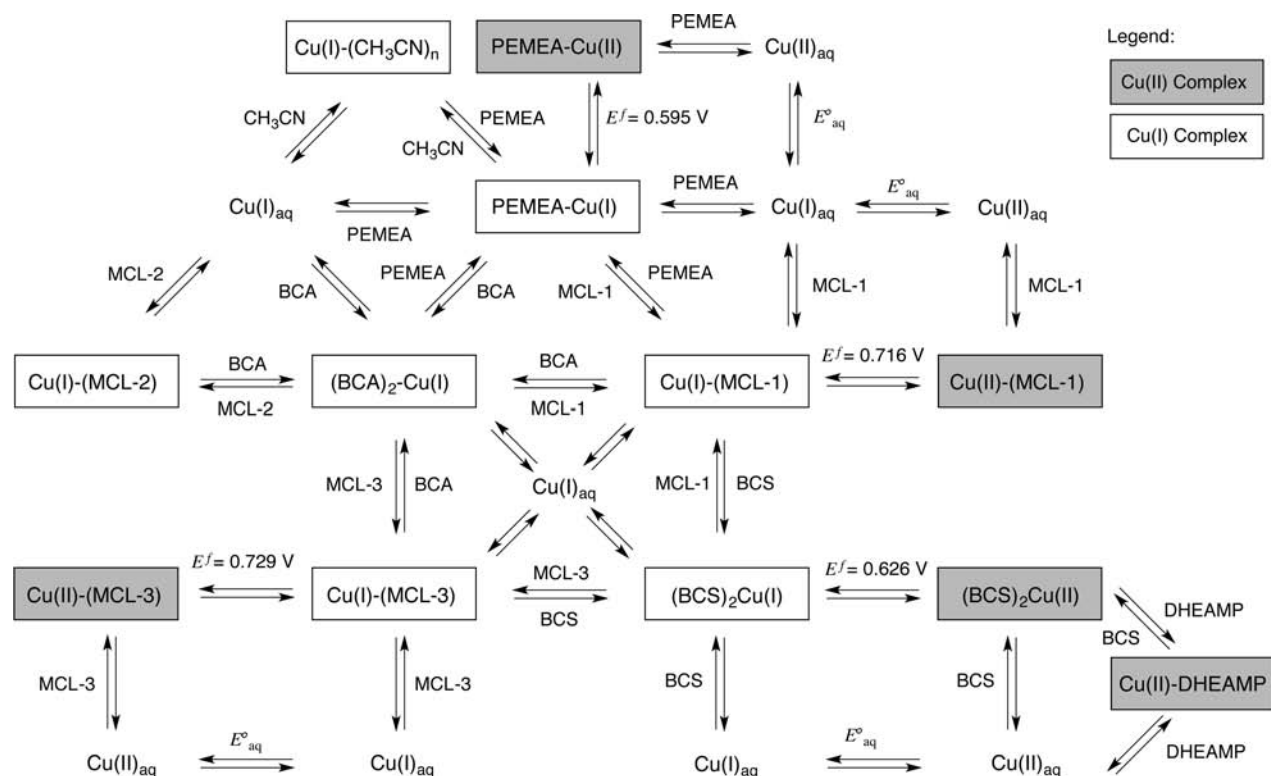 PEMEA
Cu(I)-(CH₃CN)ₙ
PEMEA-Cu(II)
Cu(II)aq
Legend:
Cu(II) Complex
Cu(I) Complex
CH₃CN
PEMEA
CH₃CN
Eᶠ = 0.595 V
E°aq
Cu(I)aq
PEMEA
PEMEA-Cu(I)
PEMEA
Cu(I)aq
E°aq
Cu(II)aq
MCL-2
BCA
PEMEA
BCA
MCL-1
PEMEA
MCL-1
MCL-1
Cu(I)-(MCL-2)
BCA
MCL-2
(BCA)₂-Cu(I)
BCA
MCL-1
Cu(I)-(MCL-1)
Eᶠ = 0.716 V
Cu(II)-(MCL-1)
MCL-3
BCA
Cu(I)aq
MCL-1
BCS
Cu(II)-(MCL-3)
Eᶠ = 0.729 V
Cu(I)-(MCL-3)
MCL-3
BCS
(BCS)₂Cu(I)
Eᶠ = 0.626 V
(BCS)₂Cu(II)
DHEAMP
BCS
Cu(II)-DHEAMP
MCL-3
MCL-3
BCS
BCS
DHEAMP
Cu(II)aq
E°aq
Cu(I)aq
Cu(I)aq
E°aq
Cu(II)aq